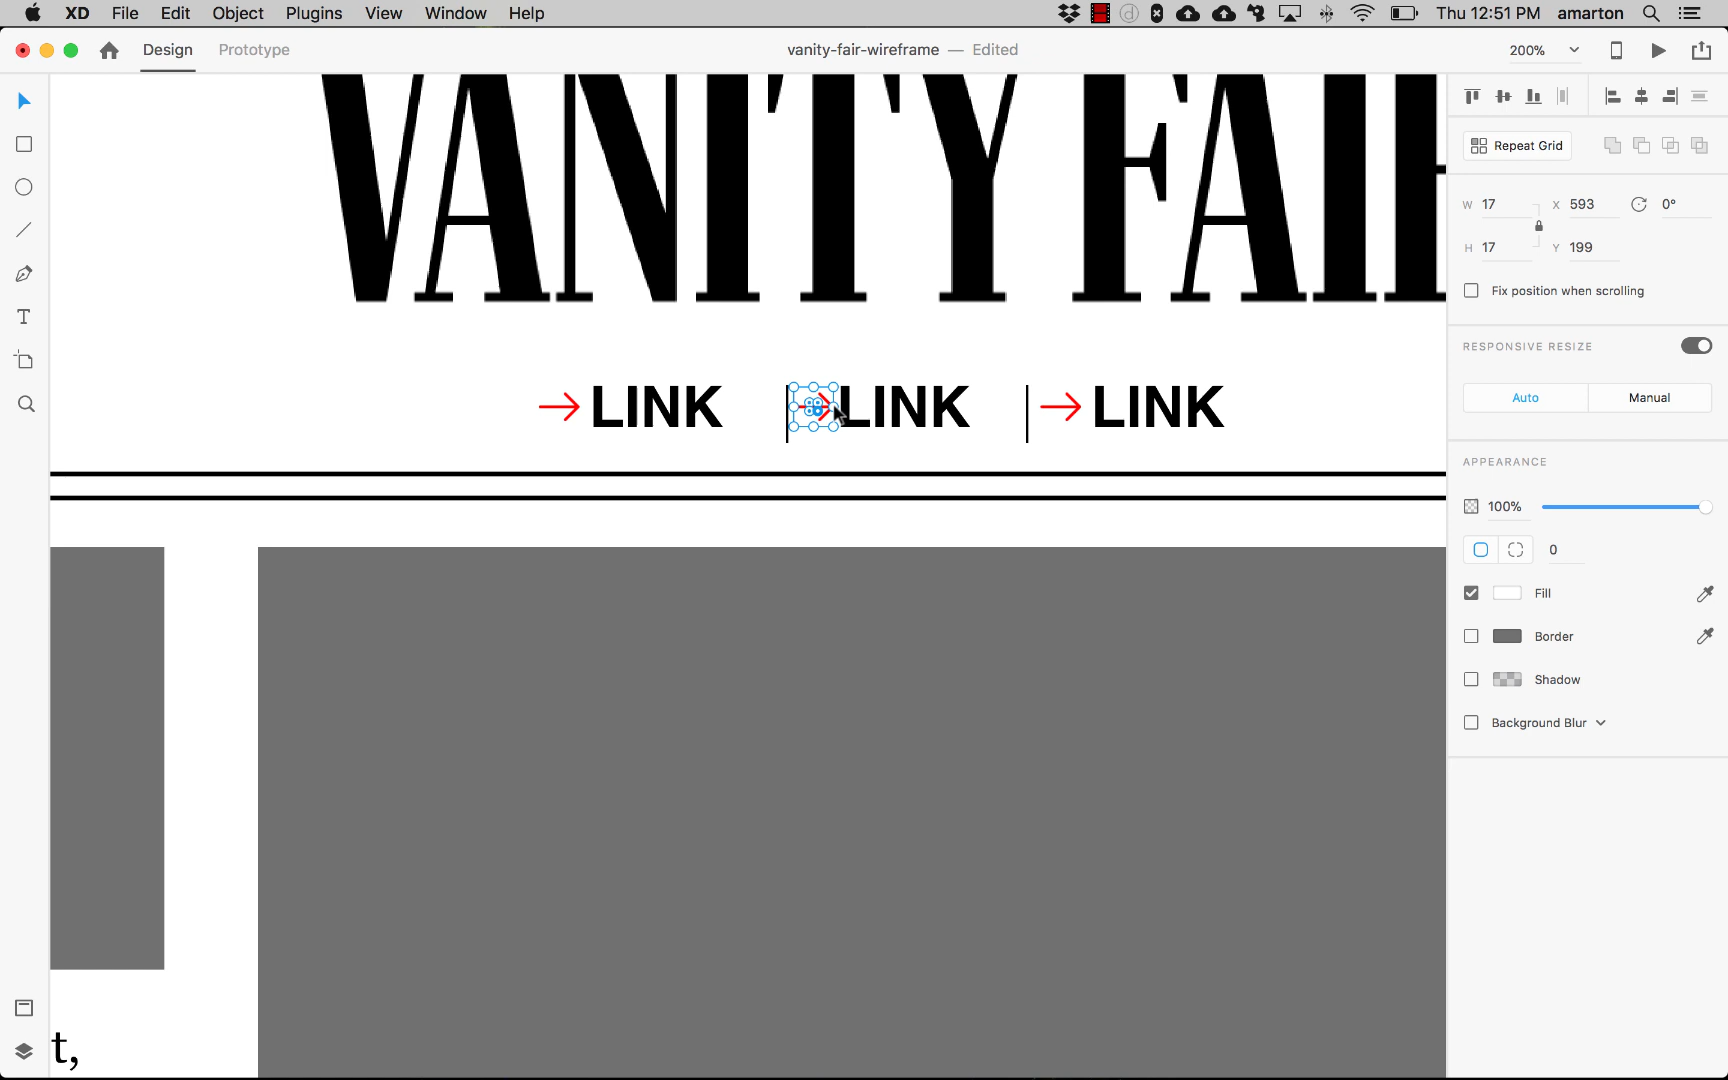 XD File Edit Object Plugins View Window Help Thu 12:51 PM amarton
Design Prototype vanity-fair-wireframe — Edited 200%
VANITY FAI
Repeat Grid
W 17 X 593 0°
H 17 Y 199
Fix position when scrolling
RESPONSIVE RESIZE
Auto Manual
LINK LINK LINK
APPEARANCE
100%
0
Fill
Border
Shadow
Background Blur
t,